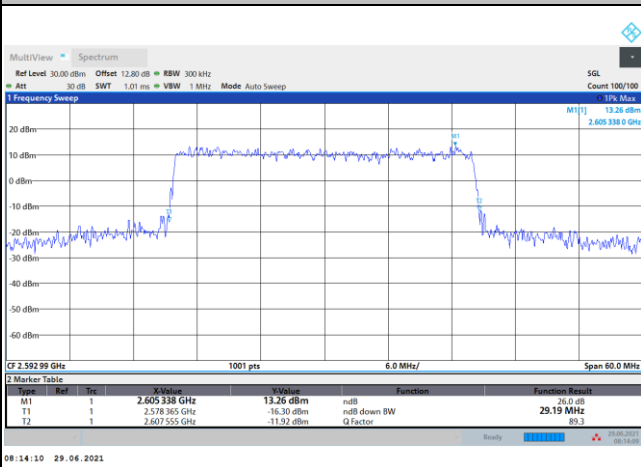 MultiView Spectrum
Ref Level 30.00 dBm Offset 12.80 dB RBW 300 kHz SGL
Att 30 dB SWT 1.01 ms VBW 1 MHz Mode Auto Sweep Count 100/100
1 Frequency Sweep 1Pk Max
M1[1] 13.26 dBm
2.605 338 0 GHz
20 dBm
M1
10 dBm
0 dBm
-10 dBm
T1 T2
-20 dBm
-30 dBm
-50 dBm
-60 dBm
CF 2.592 99 GHz 1001 pts 6.0 MHz/ Span 60.0 MHz
2 Marker Table
Type Ref Trc X-Value Y-Value Function Function Result
M1 1 2.605 338 GHz 13.26 dBm ndB 26.0 dB
T1 1 2.578 365 GHz -16.30 dBm ndB down BW 29.19 MHz
T2 1 2.607 555 GHz -11.92 dBm Q Factor 89.3
Ready 29.06.2021
08:14:09
08:14:10 29.06.2021